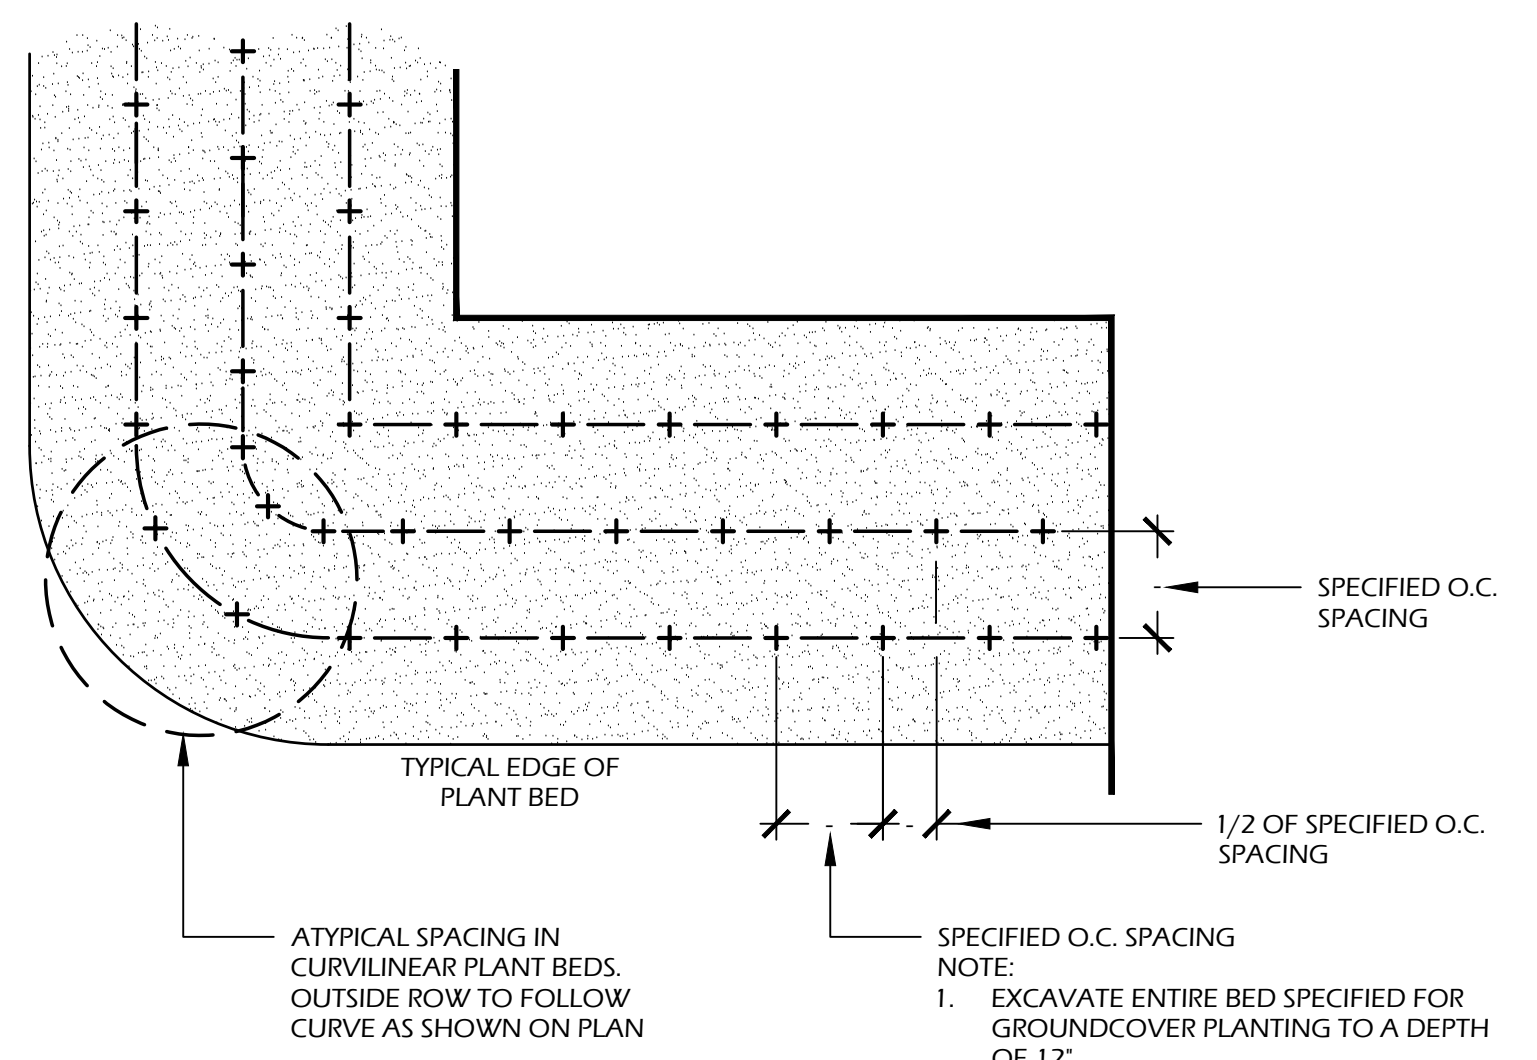 SPECIFIED O.C.
SPACING
TYPICAL EDGE OF
PLANT BED
1/2 OF SPECIFIED O.C.
SPACING
ATYPICAL SPACING IN
CURVILINEAR PLANT BEDS.
OUTSIDE ROW TO FOLLOW
CURVE AS SHOWN ON PLAN
SPECIFIED O.C. SPACING
NOTE:
1. EXCAVATE ENTIRE BED SPECIFIED FOR
GROUNDCOVER PLANTING TO A DEPTH
OF 12"